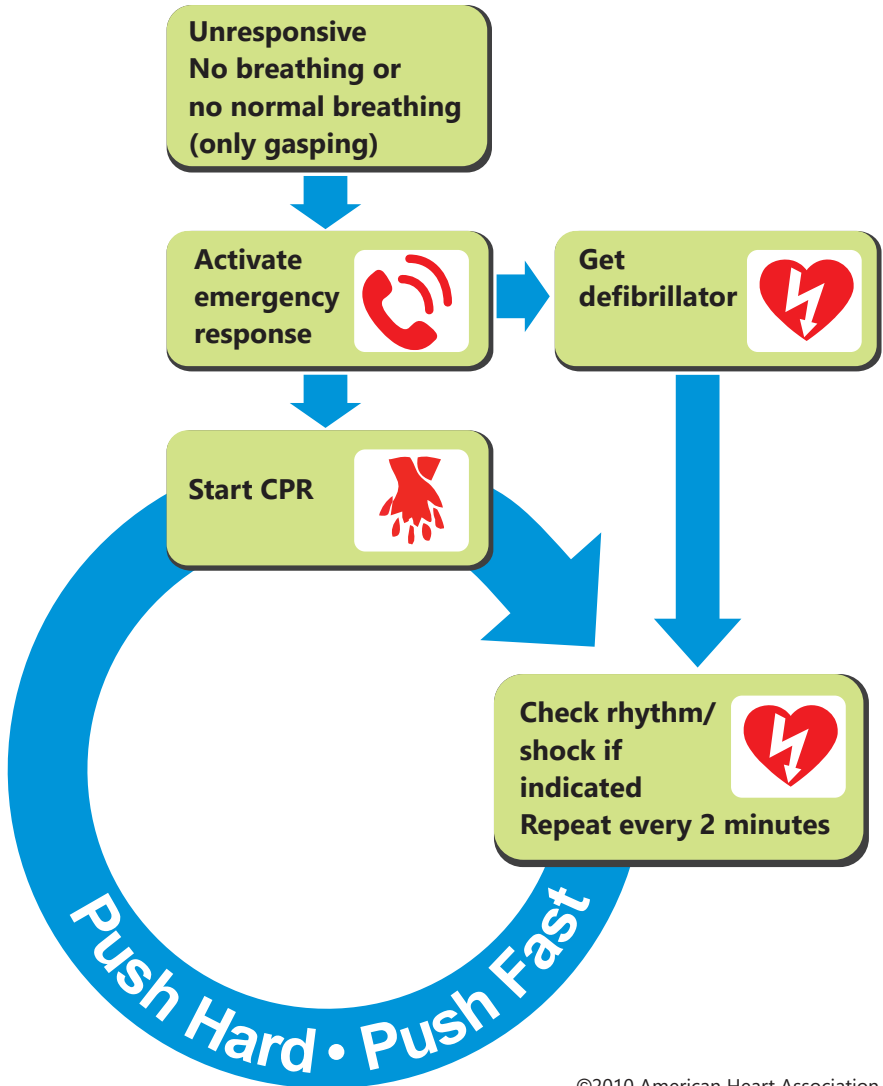 Unresponsive
No breathing or
no normal breathing
(only gasping)
Activate
emergency
response
Get
defibrillator
Start CPR
Check rhythm/
shock if
indicated
Repeat every 2 minutes
Push Hard • Push Fast
©2010 American Heart Association